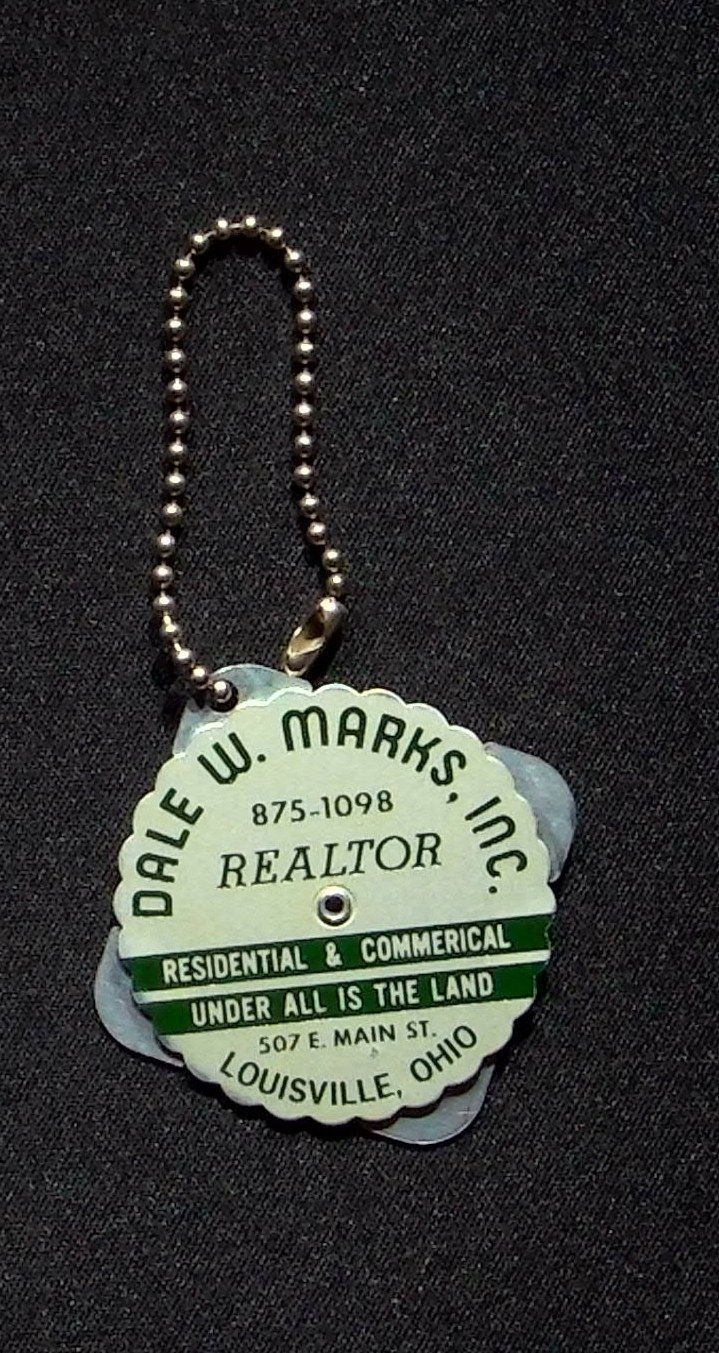 DALE W. MARKS, INC.
875-1098
REALTOR
RESIDENTIAL & COMMERICAL
UNDER ALL IS THE LAND
507 E. MAIN ST.
LOUISVILLE, OHIO